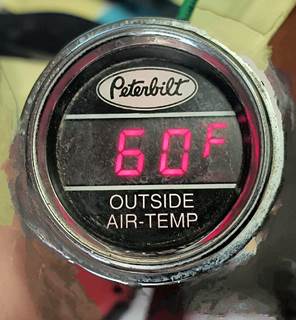 Peterbilt
60F
OUTSIDE
AIR-TEMP